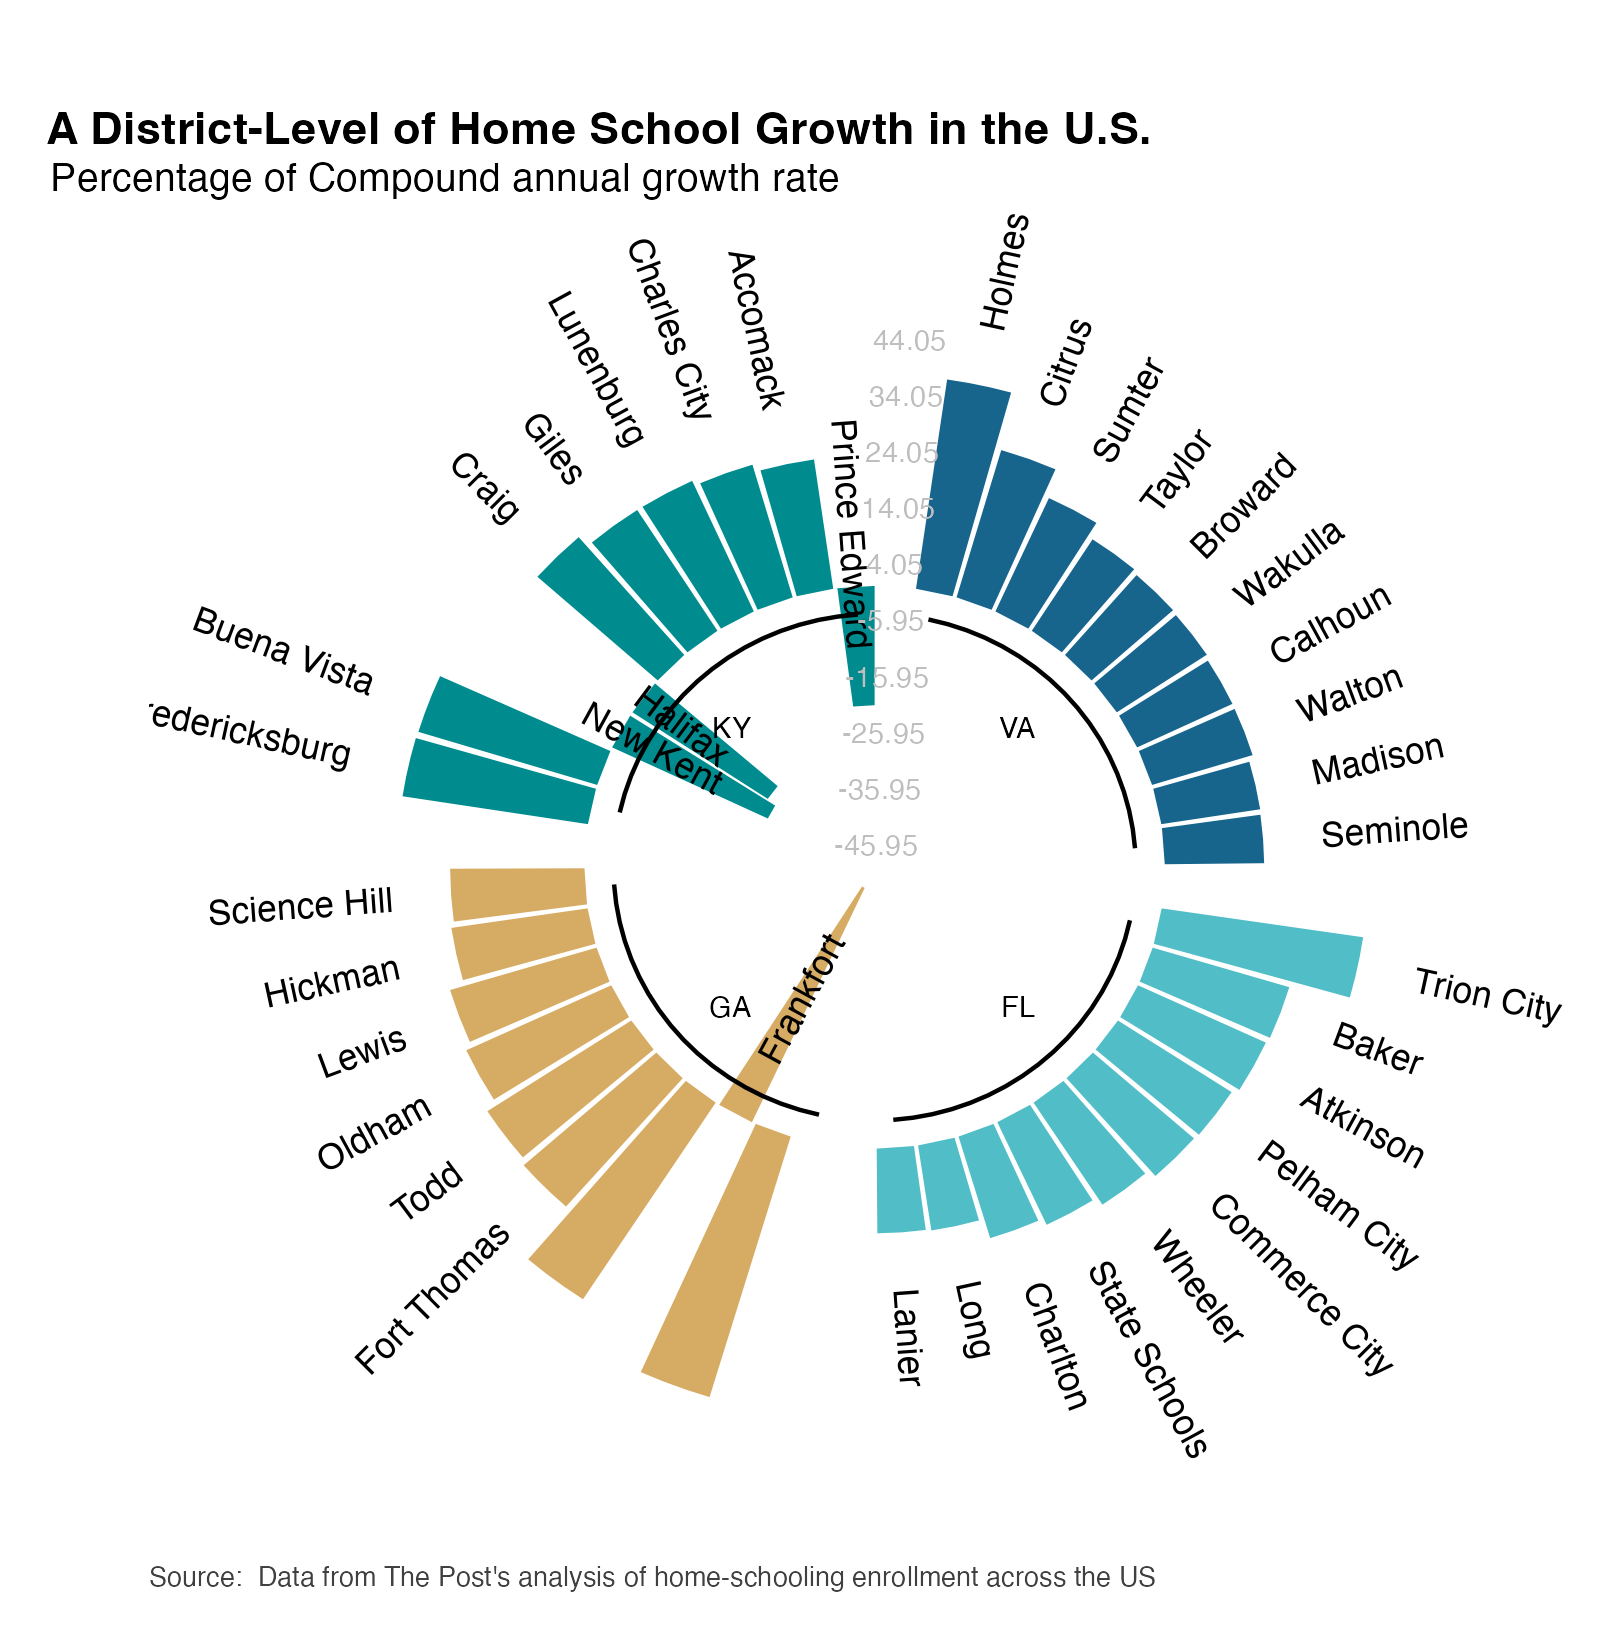 A District-Level of Home School Growth in the U.S.
Percentage of Compound annual growth rate
Holmes
Citrus
Sumter
Taylor
Broward
Wakulla
Calhoun
Walton
Madison
Seminole
Trion City
Baker
Atkinson
Pelham City
Commerce City
Wheeler
State Schools
Charlton
Long
Lanier
Frankfort
Fort Thomas
Todd
Oldham
Lewis
Hickman
Science Hill
edericksburg
Buena Vista
New Kent
Halifax
Craig
Giles
Lunenburg
Charles City
Accomack
Prince Edward
44.05
34.05
24.05
14.05
4.05
-5.95
-15.95
-25.95
-35.95
-45.95
KY
VA
GA
FL
Source:  Data from The Post's analysis of home-schooling enrollment across the US